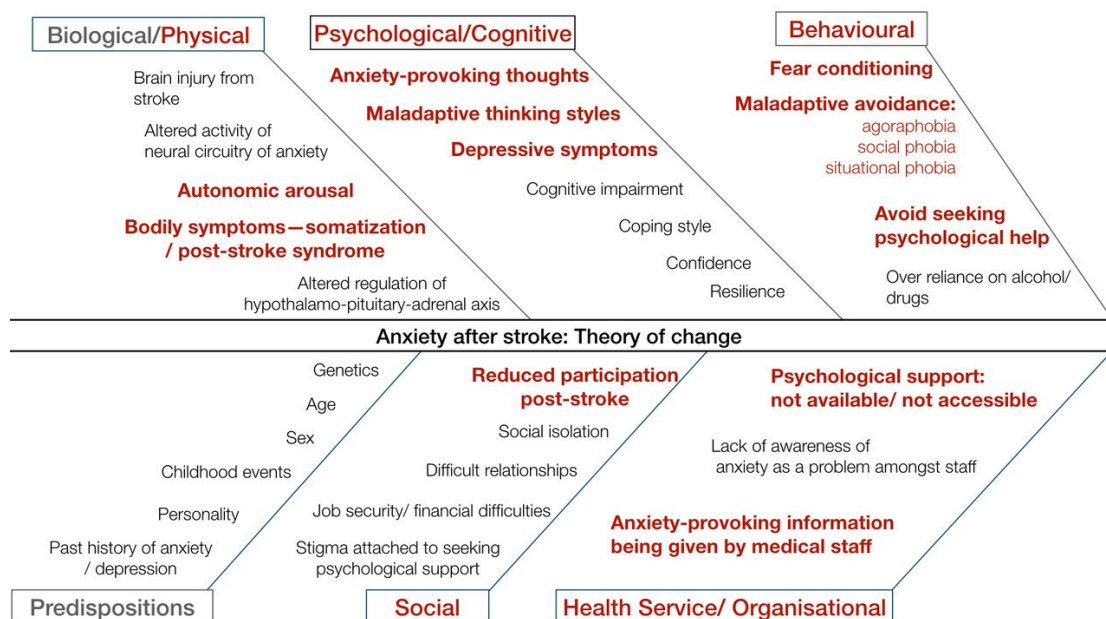 Biological/Physical
Brain injury from
stroke
Altered activity of
neural circuitry of anxiety
Autonomic arousal
Bodily symptoms—somatization
/ post-stroke syndrome
Altered regulation of
hypothalamo-pituitary-adrenal axis
Psychological/Cognitive
Anxiety-provoking thoughts
Maladaptive thinking styles
Depressive symptoms
Cognitive impairment
Coping style
Confidence
Resilience
Behavioural
Fear conditioning
Maladaptive avoidance:
agoraphobia
social phobia
situational phobia
Avoid seeking
psychological help
Over reliance on alcohol/
drugs
Anxiety after stroke: Theory of change
Genetics
Age
Sex
Childhood events
Personality
Past history of anxiety
/ depression
Predispositions
Reduced participation
post-stroke
Social isolation
Difficult relationships
Job security/ financial difficulties
Stigma attached to seeking
psychological support
Social
Psychological support:
not available/ not accessible
Lack of awareness of
anxiety as a problem amongst staff
Anxiety-provoking information
being given by medical staff
Health Service/ Organisational